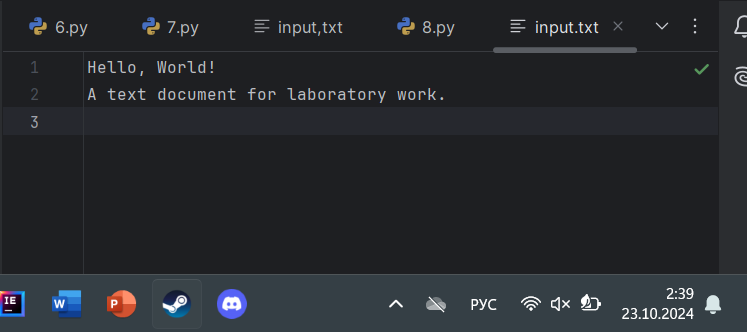 6.py 7.py input,txt 8.py input.txt
1 Hello, World!
2 A text document for laboratory work.
3
IE W P РУС 2:39
23.10.2024